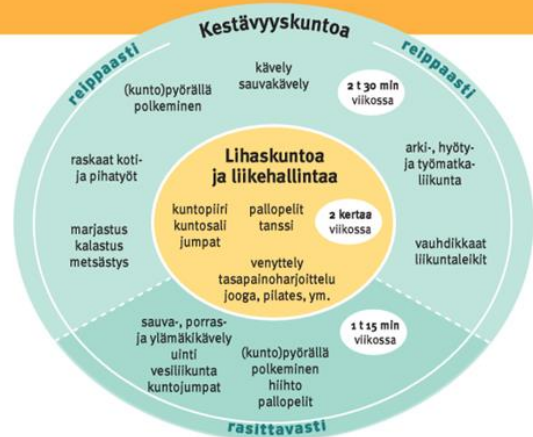 Kestävyyskuntoa
reippaasti
reippaasti
kävely
sauvakävely
(kunto)pyörällä
polkeminen
2 t 30 min
viikossa
raskaat koti-
ja pihatyöt
marjastus
kalastus
metsästys
arki-, hyöty-
ja työmatka-
liikunta
vauhdikkaat
liikuntaleikit
Lihaskuntoa
ja liikehallintaa
kuntopiiri
kuntosali
jumpat
pallopelit
tanssi
2 kertaa
viikossa
venyttely
tasapainoharjoittelu
jooga, pilates, ym.
sauva-, porras-
ja ylämäkikävely
uinti
vesiliikunta
kuntojumpat
(kunto)pyörällä
polkeminen
hiihto
pallopelit
1 t 15 min
viikossa
rasittavasti